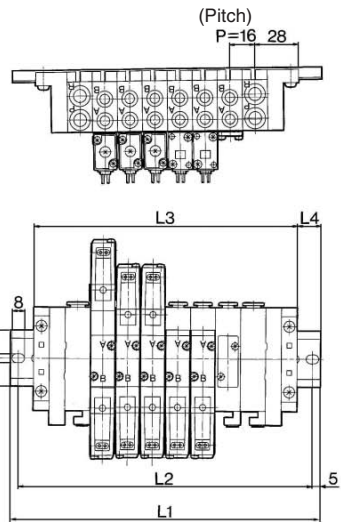 (Pitch)
P=16 28
R B B B B B B R
P A A A A A A P
L3 L4
8
A A A A A
B B B B B
L2 5
L1